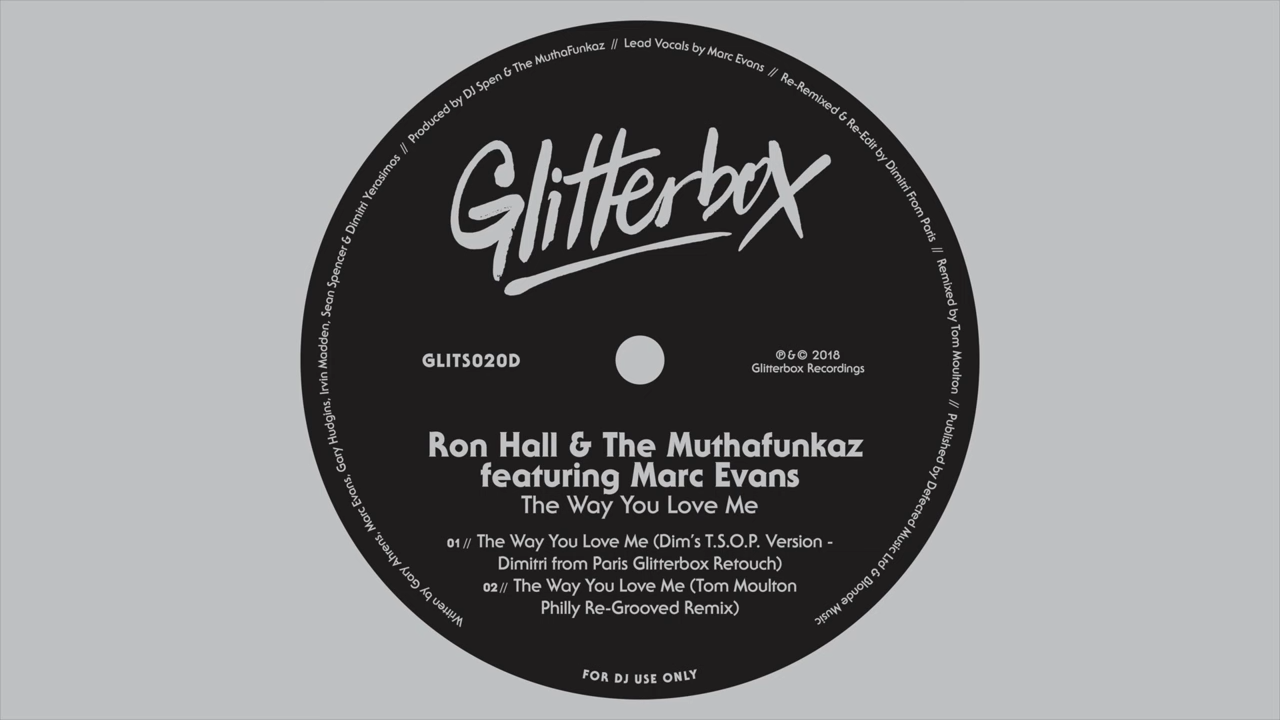 Written by Gary Ahrens, Marc Evans, Gary Hudgins, Irvin Madden, Sean Spencer & Dimitri Yerasimos // Produced by DJ Spen & The MuthaFunkaz // Lead Vocals by Marc Evans // Re-Remixed & Re-Edit by Dimitri From Paris // Remixed by Tom Moulton // Published by Defected Music Ltd & Blonde Music
Glitterbox
GLITS020D
℗ & © 2018
Glitterbox Recordings
Ron Hall & The Muthafunkaz
featuring Marc Evans
The Way You Love Me
01 // The Way You Love Me (Dim's T.S.O.P. Version -
Dimitri from Paris Glitterbox Retouch)
02 // The Way You Love Me (Tom Moulton
Philly Re-Grooved Remix)
FOR DJ USE ONLY